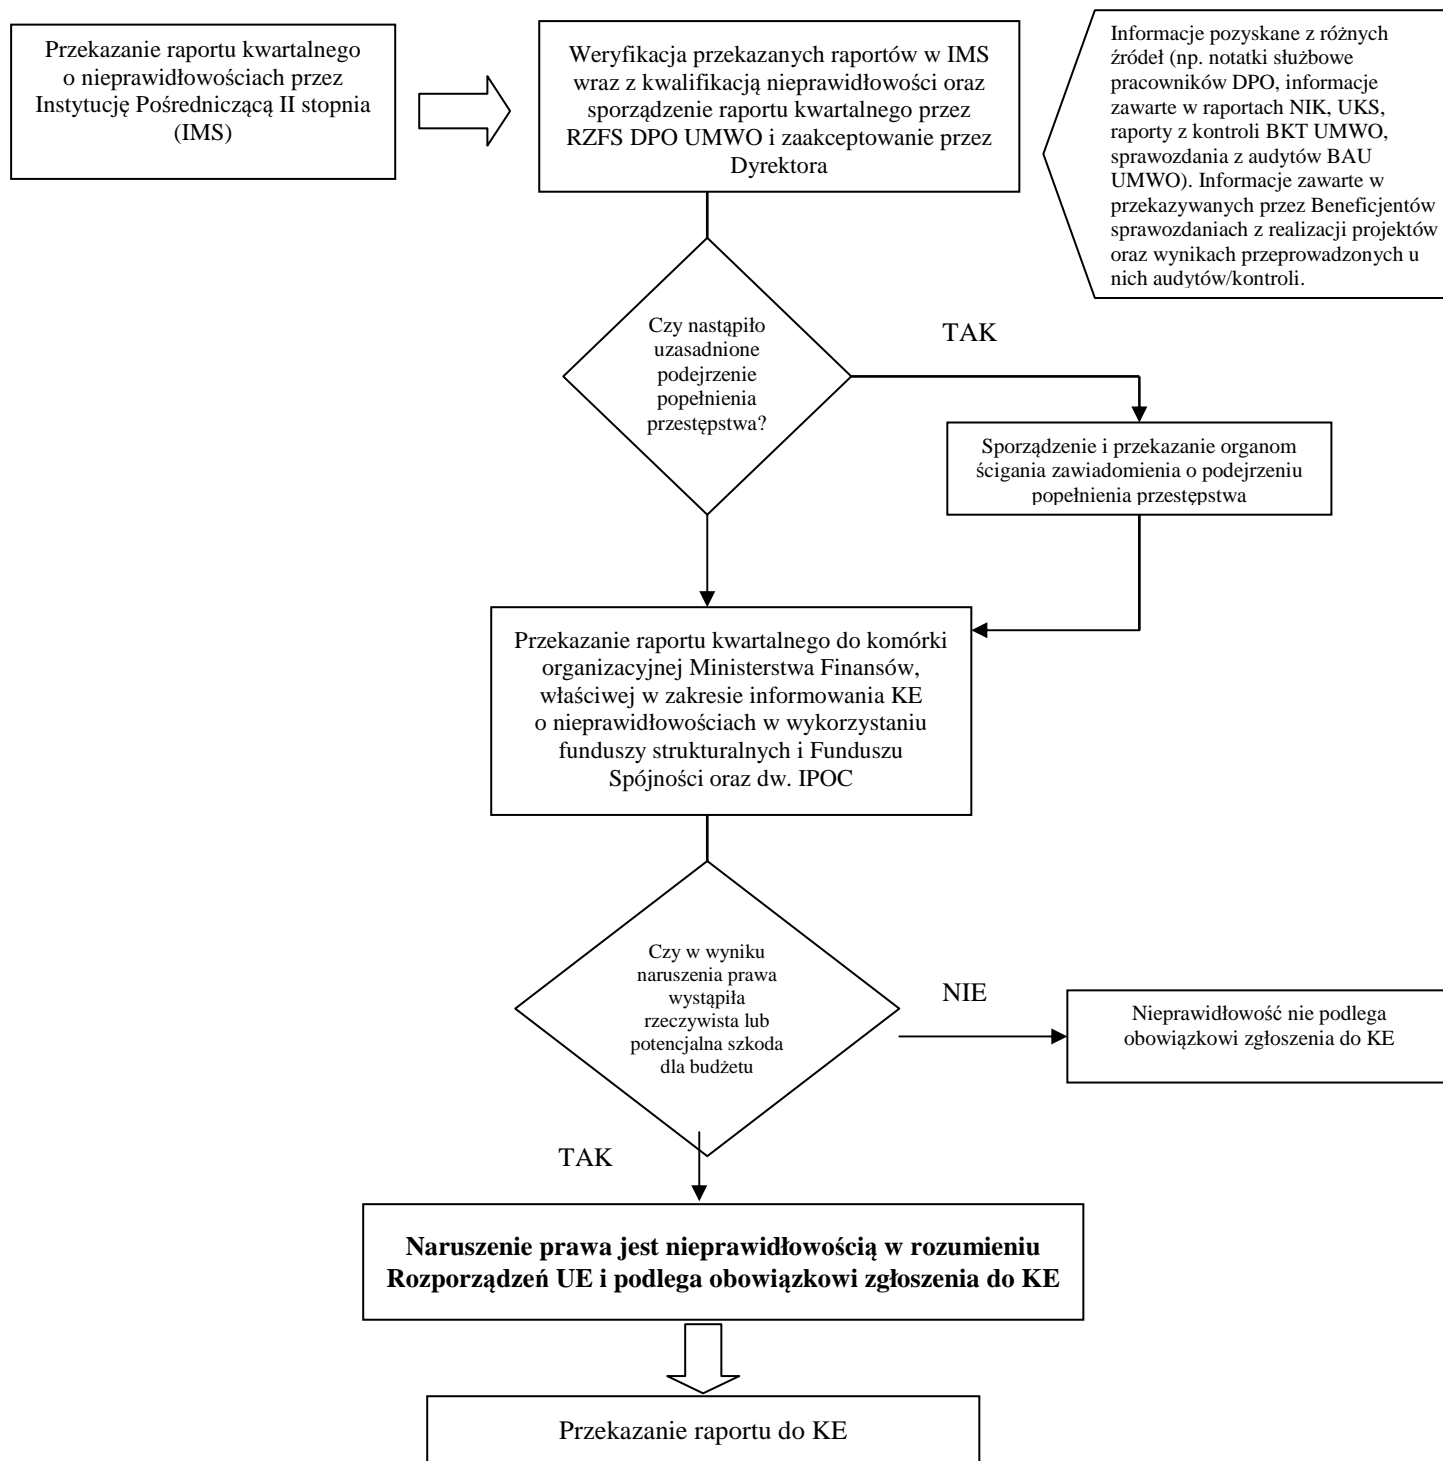 Przekazanie raportu kwartalnego
o nieprawidłowościach przez
Instytucję Pośredniczącą II stopnia
(IMS)
Weryfikacja przekazanych raportów w IMS
wraz z kwalifikacją nieprawidłowości oraz
sporządzenie raportu kwartalnego przez
RZFS DPO UMWO i zaakceptowanie przez
Dyrektora
Informacje pozyskane z różnych
źródeł (np. notatki służbowe
pracowników DPO, informacje
zawarte w raportach NIK, UKS,
raporty z kontroli BKT UMWO,
sprawozdania z audytów BAU
UMWO). Informacje zawarte w
przekazywanych przez Beneficjentów
sprawozdaniach z realizacji projektów
oraz wynikach przeprowadzonych u
nich audytów/kontroli.
Czy nastąpiło
uzasadnione
podejrzenie
popełnienia
przestępstwa?
TAK
Sporządzenie i przekazanie organom
ścigania zawiadomienia o podejrzeniu
popełnienia przestępstwa
Przekazanie raportu kwartalnego do komórki
organizacyjnej Ministerstwa Finansów,
właściwej w zakresie informowania KE
o nieprawidłowościach w wykorzystaniu
funduszy strukturalnych i Funduszu
Spójności oraz dw. IPOC
Czy w wyniku
naruszenia prawa
wystąpiła
rzeczywista lub
potencjalna szkoda
dla budżetu
NIE
Nieprawidłowość nie podlega
obowiązkowi zgłoszenia do KE
TAK
Naruszenie prawa jest nieprawidłowością w rozumieniu
Rozporządzeń UE i podlega obowiązkowi zgłoszenia do KE
Przekazanie raportu do KE